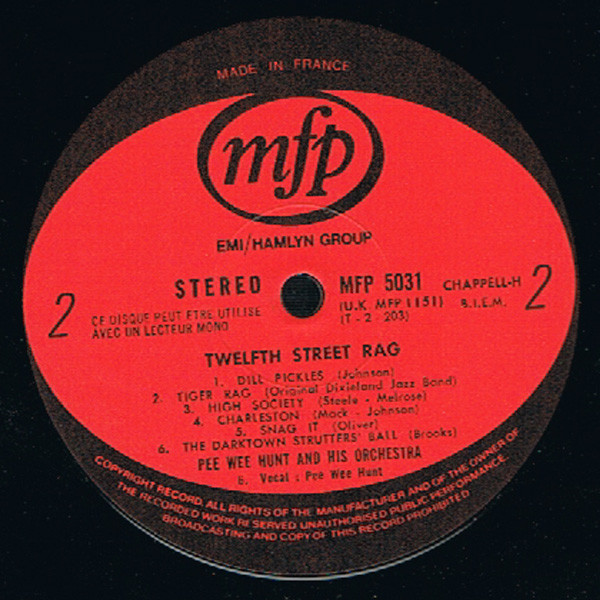 MADE IN FRANCE
mfp
EMI/HAMLYN GROUP
STEREO
MFP 5031
CHAPPELL-H
2
2
CE DISQUE PEUT ETRE UTILISE
AVEC UN LECTEUR MONO
(U.K. MFP 1151)
B.I.E.M.
(T-2-203)
TWELFTH STREET RAG
1. DILL PICKLES (Johnson)
2. TIGER RAG (Original Dixieland Jazz Band)
3. HIGH SOCIETY (Steele - Melrose)
4. CHARLESTON (Mack - Johnson)
5. SNAG IT (Oliver)
6. THE DARKTOWN STRUTTERS' BALL (Brooks)
PEE WEE HUNT AND HIS ORCHESTRA
6. Vocal : Pee Wee Hunt
COPYRIGHT RECORD. ALL RIGHTS OF THE MANUFACTURER AND OF THE OWNER OF
THE RECORDED WORK RESERVED UNAUTHORISED PUBLIC PERFORMANCE.
BROADCASTING AND COPY OF THIS RECORD PROHIBITED